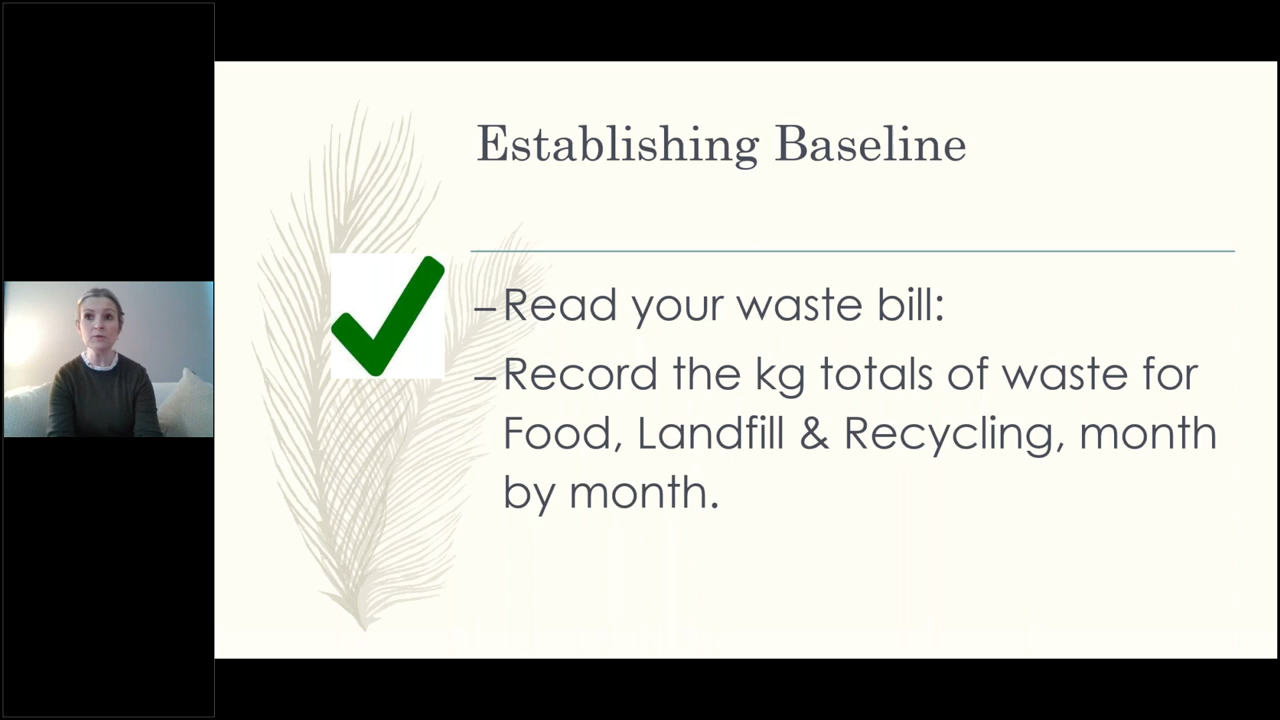 Establishing Baseline
– Read your waste bill:
– Record the kg totals of waste for
Food, Landfill & Recycling, month
by month.